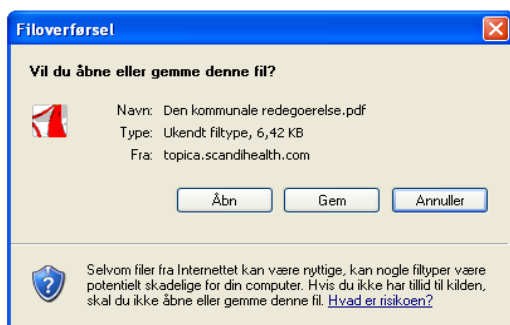 Filoverførsel
Vil du åbne eller gemme denne fil?
Navn: Den kommunale redegoerelse.pdf
Type: Ukendt filtype, 6,42 KB
Fra: topica.scandihealth.com
Åbn Gem Annuller
Selvom filer fra Internettet kan være nyttige, kan nogle filtyper være
potentielt skadelige for din computer. Hvis du ikke har tillid til kilden,
skal du ikke åbne eller gemme denne fil. Hvad er risikoen?